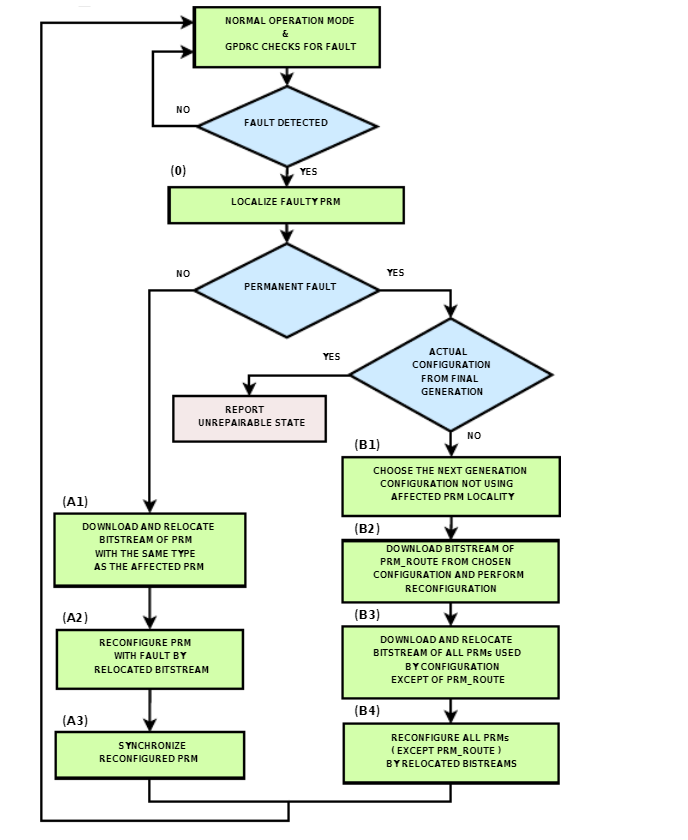 NORMAL OPERATION MODE
&
GPDRC CHECKS FOR FAULT
NO
FAULT DETECTED
YES
(0)
LOCALIZE FAULTY PRM
NO
PERMANENT FAULT
YES
ACTUAL
CONFIGURATION
FROM FINAL
GENERATION
YES
REPORT
UNREPAIRABLE STATE
NO
(B1)
CHOOSE THE NEXT GENERATION
CONFIGURATION NOT USING
AFFECTED PRM LOCALITY
(A1)
DOWNLOAD AND RELOCATE
BITSTREAM OF PRM
WITH THE SAME TYPE
AS THE AFFECTED PRM
(B2)
DOWNLOAD BITSTREAM OF
PRM_ROUTE FROM CHOSEN
CONFIGURATION AND PERFORM
RECONFIGURATION
(A2)
RECONFIGURE PRM
WITH FAULT BY
RELOCATED BITSTREAM
(B3)
DOWNLOAD AND RELOCATE
BITSTREAM OF ALL PRMs USED
BY CONFIGURATION
EXCEPT OF PRM_ROUTE
(A3)
SYNCHRONIZE
RECONFIGURED PRM
(B4)
RECONFIGURE ALL PRMs
( EXCEPT PRM_ROUTE )
BY RELOCATED BISTREAMS